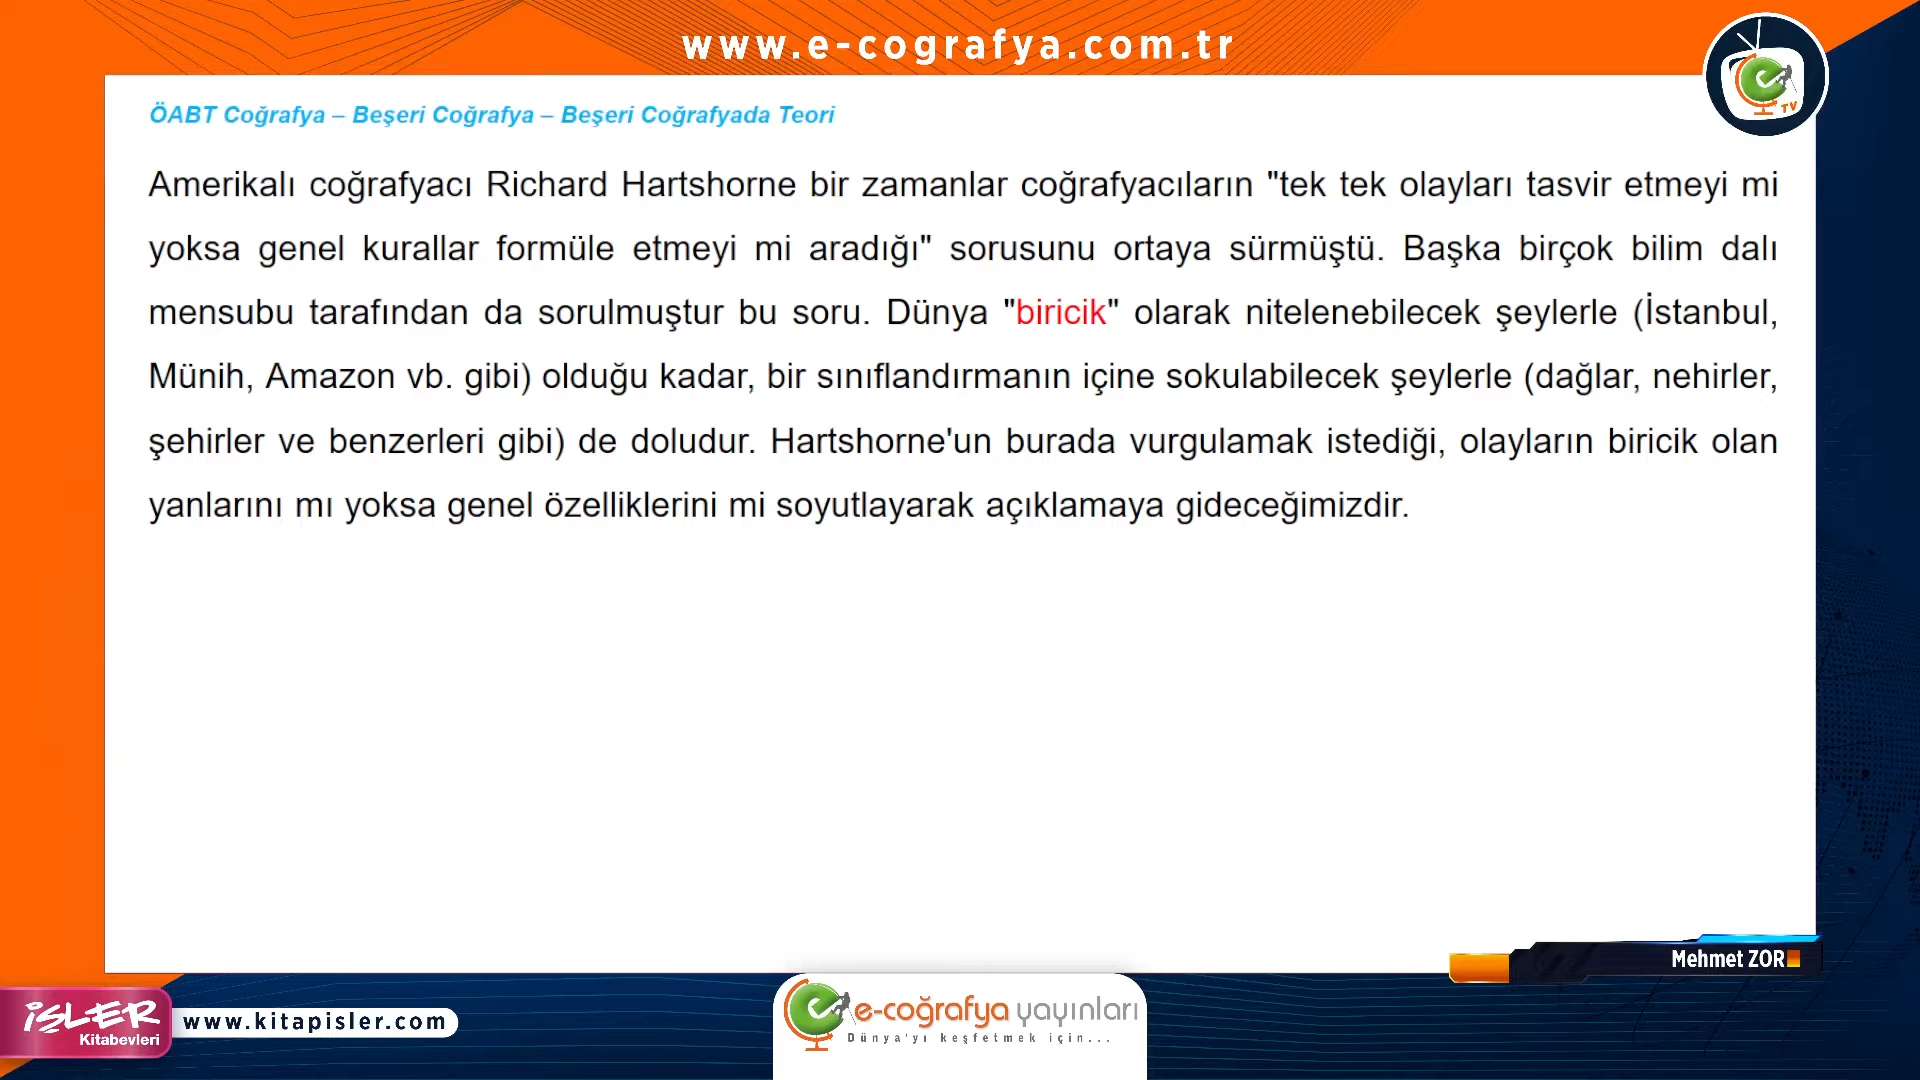 www.e-cografya.com.tr
TV
ÖABT Coğrafya – Beşeri Coğrafya – Beşeri Coğrafyada Teori
Amerikalı coğrafyacı Richard Hartshorne bir zamanlar coğrafyacıların "tek tek olayları tasvir etmeyi mi
yoksa genel kurallar formüle etmeyi mi aradığı" sorusunu ortaya sürmüştü. Başka birçok bilim dalı
mensubu tarafından da sorulmuştur bu soru. Dünya "biricik" olarak nitelenebilecek şeylerle (İstanbul,
Münih, Amazon vb. gibi) olduğu kadar, bir sınıflandırmanın içine sokulabilecek şeylerle (dağlar, nehirler,
şehirler ve benzerleri gibi) de doludur. Hartshorne'un burada vurgulamak istediği, olayların biricik olan
yanlarını mı yoksa genel özelliklerini mi soyutlayarak açıklamaya gideceğimizdir.
Mehmet ZOR
İŞLER
Kitabevleri
www.kitapisler.com
e-coğrafya yayınları
Dünya'yı keşfetmek için...